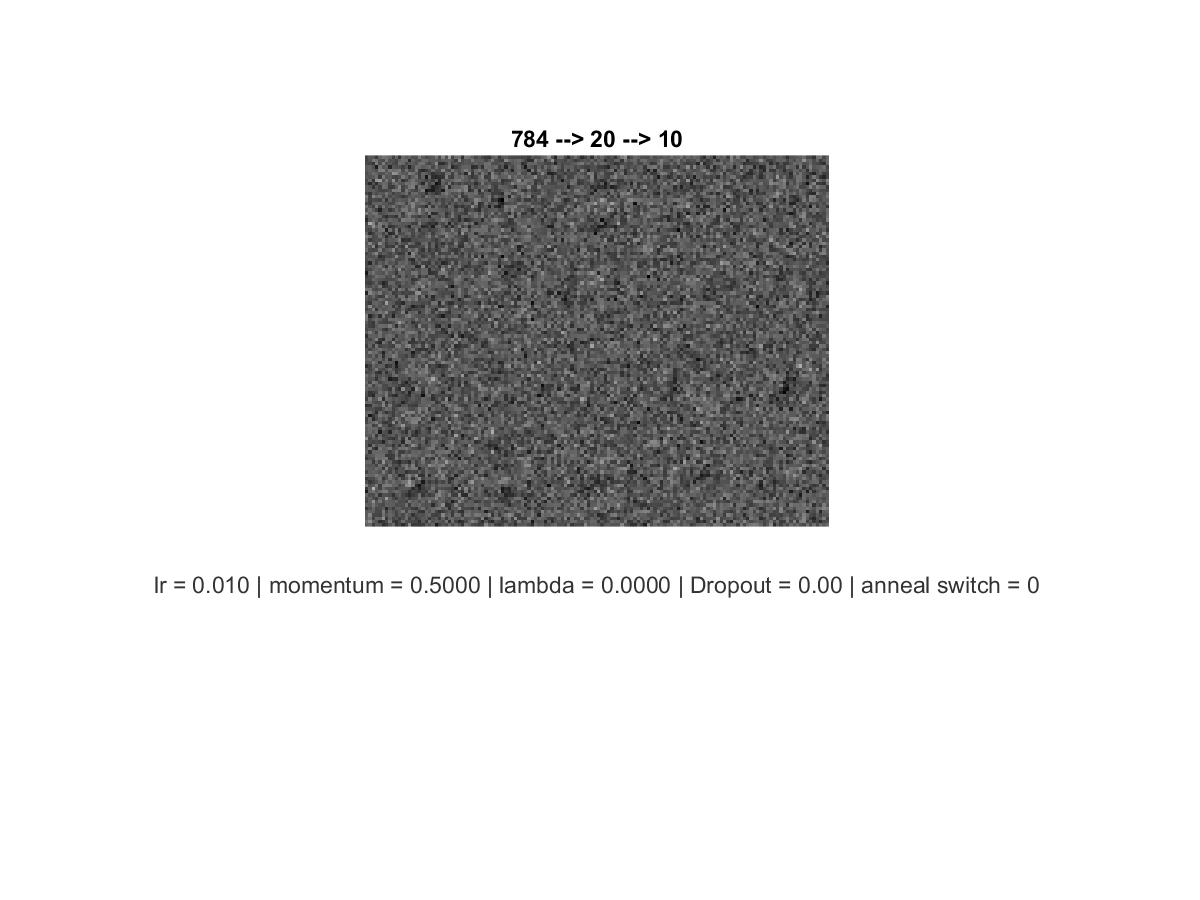 784 --> 20 --> 10
lr = 0.010 | momentum = 0.5000 | lambda = 0.0000 | Dropout = 0.00 | anneal switch = 0